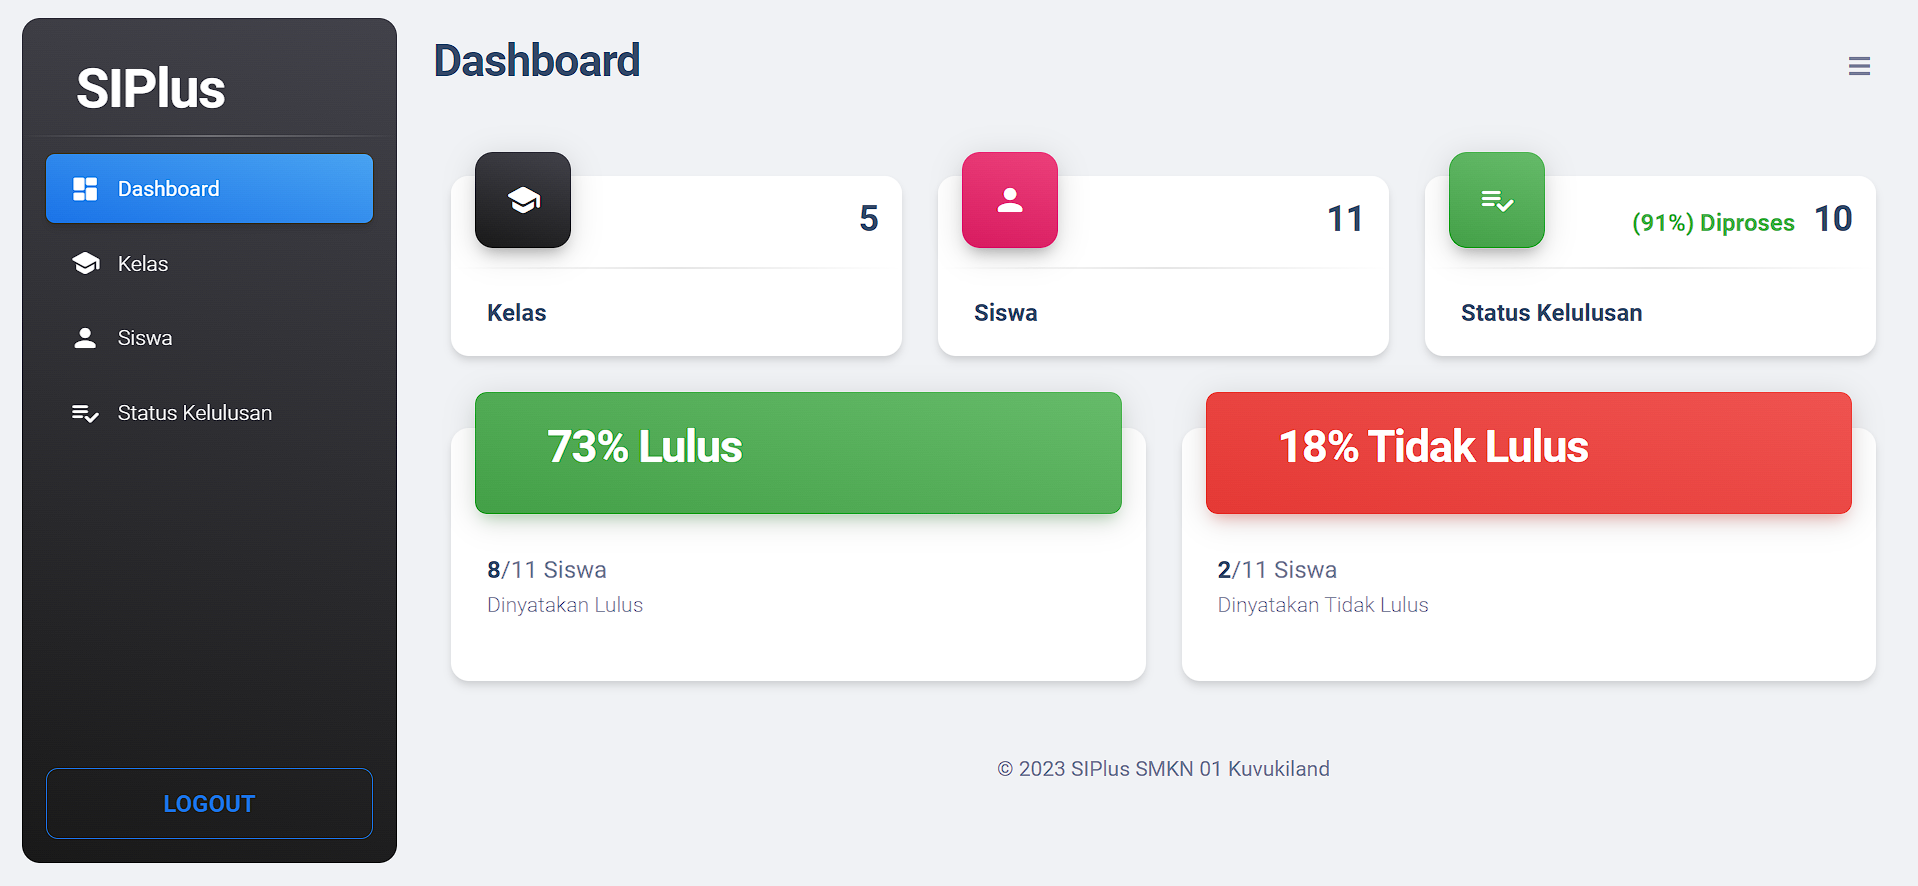 SIPlus
Dashboard
Kelas
Siswa
Status Kelulusan
LOGOUT
Dashboard
5
Kelas
11
Siswa
(91%) Diproses 10
Status Kelulusan
73% Lulus
8/11 Siswa
Dinyatakan Lulus
18% Tidak Lulus
2/11 Siswa
Dinyatakan Tidak Lulus
© 2023 SIPlus SMKN 01 Kuvukiland